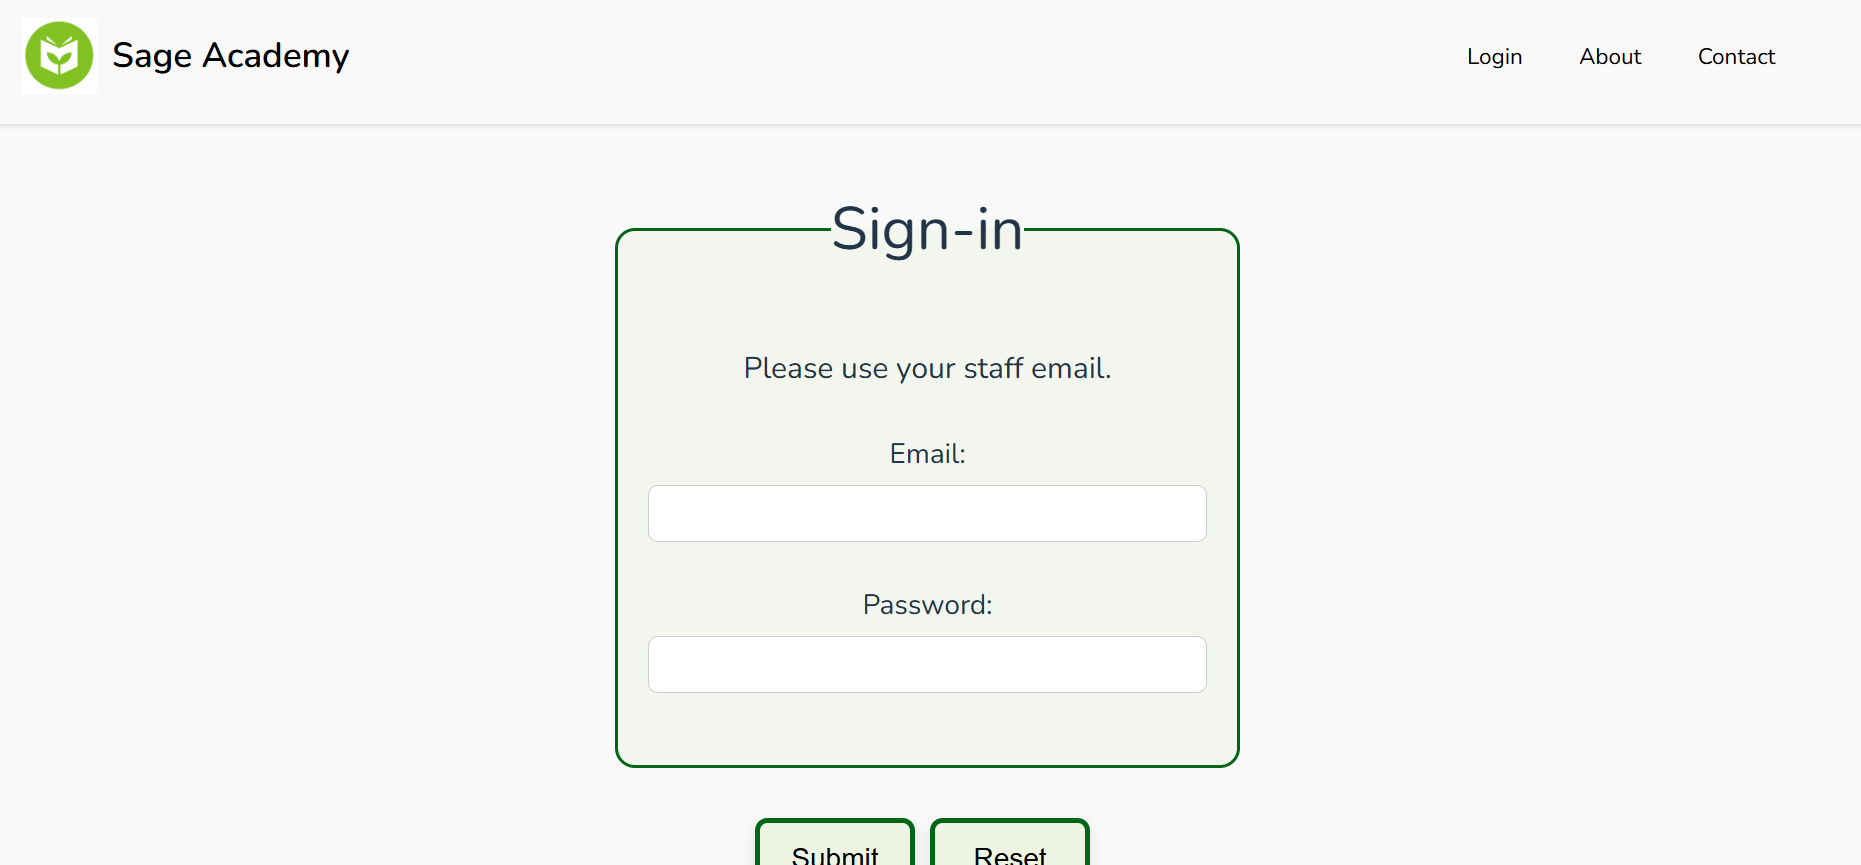 Sage Academy
Login About Contact
Sign-in
Please use your staff email.
Email:
Password:
Submit Reset